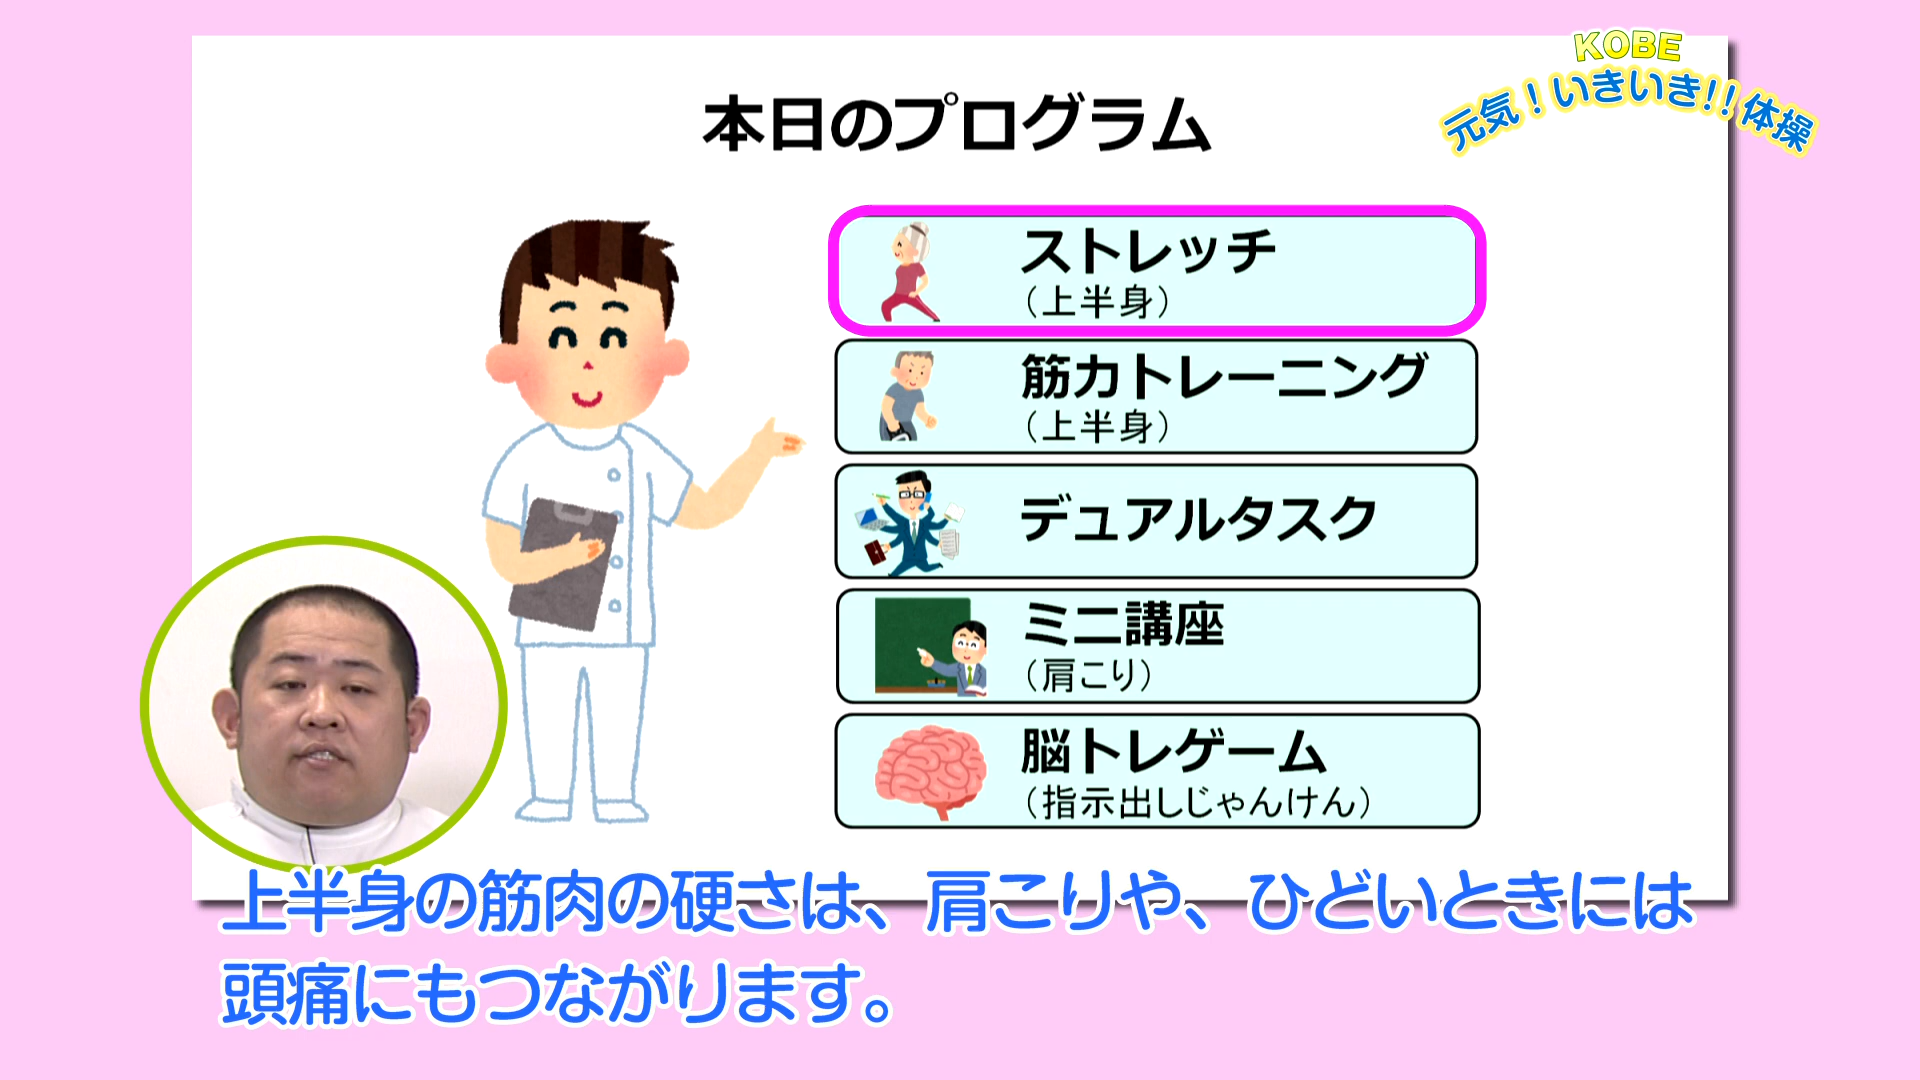 KOBE
元気!いきいき!!体操
本日のプログラム
ストレッチ
(上半身)
筋力トレーニング
(上半身)
デュアルタスク
ミニ講座
(肩こり)
脳トレゲーム
(指示出しじゃんけん)
上半身の筋肉の硬さは、肩こりや、ひどいときには
頭痛にもつながります。